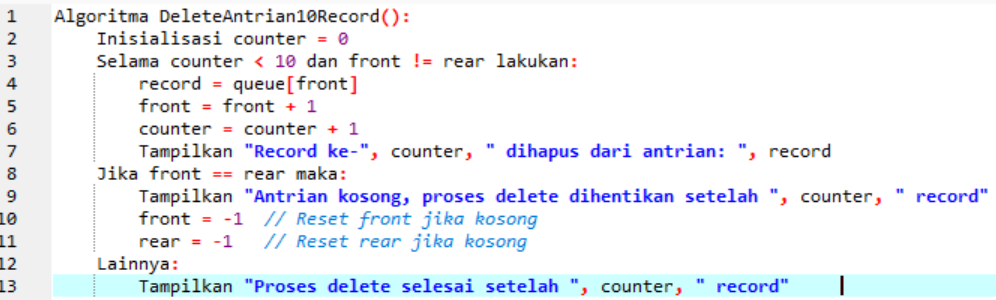 1 Algoritma DeleteAntrian10Record():
2 Inisialisasi counter = 0
3 Selama counter < 10 dan front != rear lakukan:
4 record = queue[front]
5 front = front + 1
6 counter = counter + 1
7 Tampilkan "Record ke-", counter, " dihapus dari antrian: ", record
8 Jika front == rear maka:
9 Tampilkan "Antrian kosong, proses delete dihentikan setelah ", counter, " record"
10 front = -1 // Reset front jika kosong
11 rear = -1 // Reset rear jika kosong
12 Lainnya:
13 Tampilkan "Proses delete selesai setelah ", counter, " record"